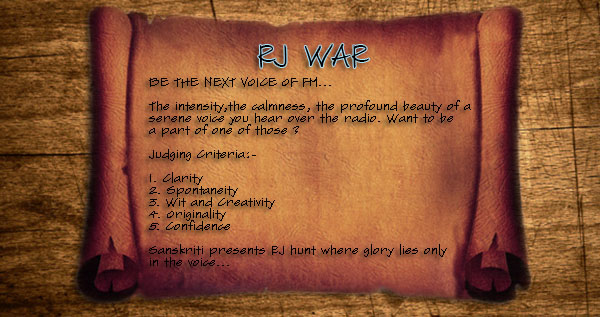 RJ WAR
BE THE NEXT VOICE OF FM...
The intensity,the calmness, the profound beauty of a
serene voice you hear over the radio. Want to be
a part of one of those ?
Judging Criteria:-
1. Clarity
2. Spontaneity
3. Wit and Creativity
4. Originality
5. Confidence
Sanskriti presents RJ hunt where glory lies only
in the voice...